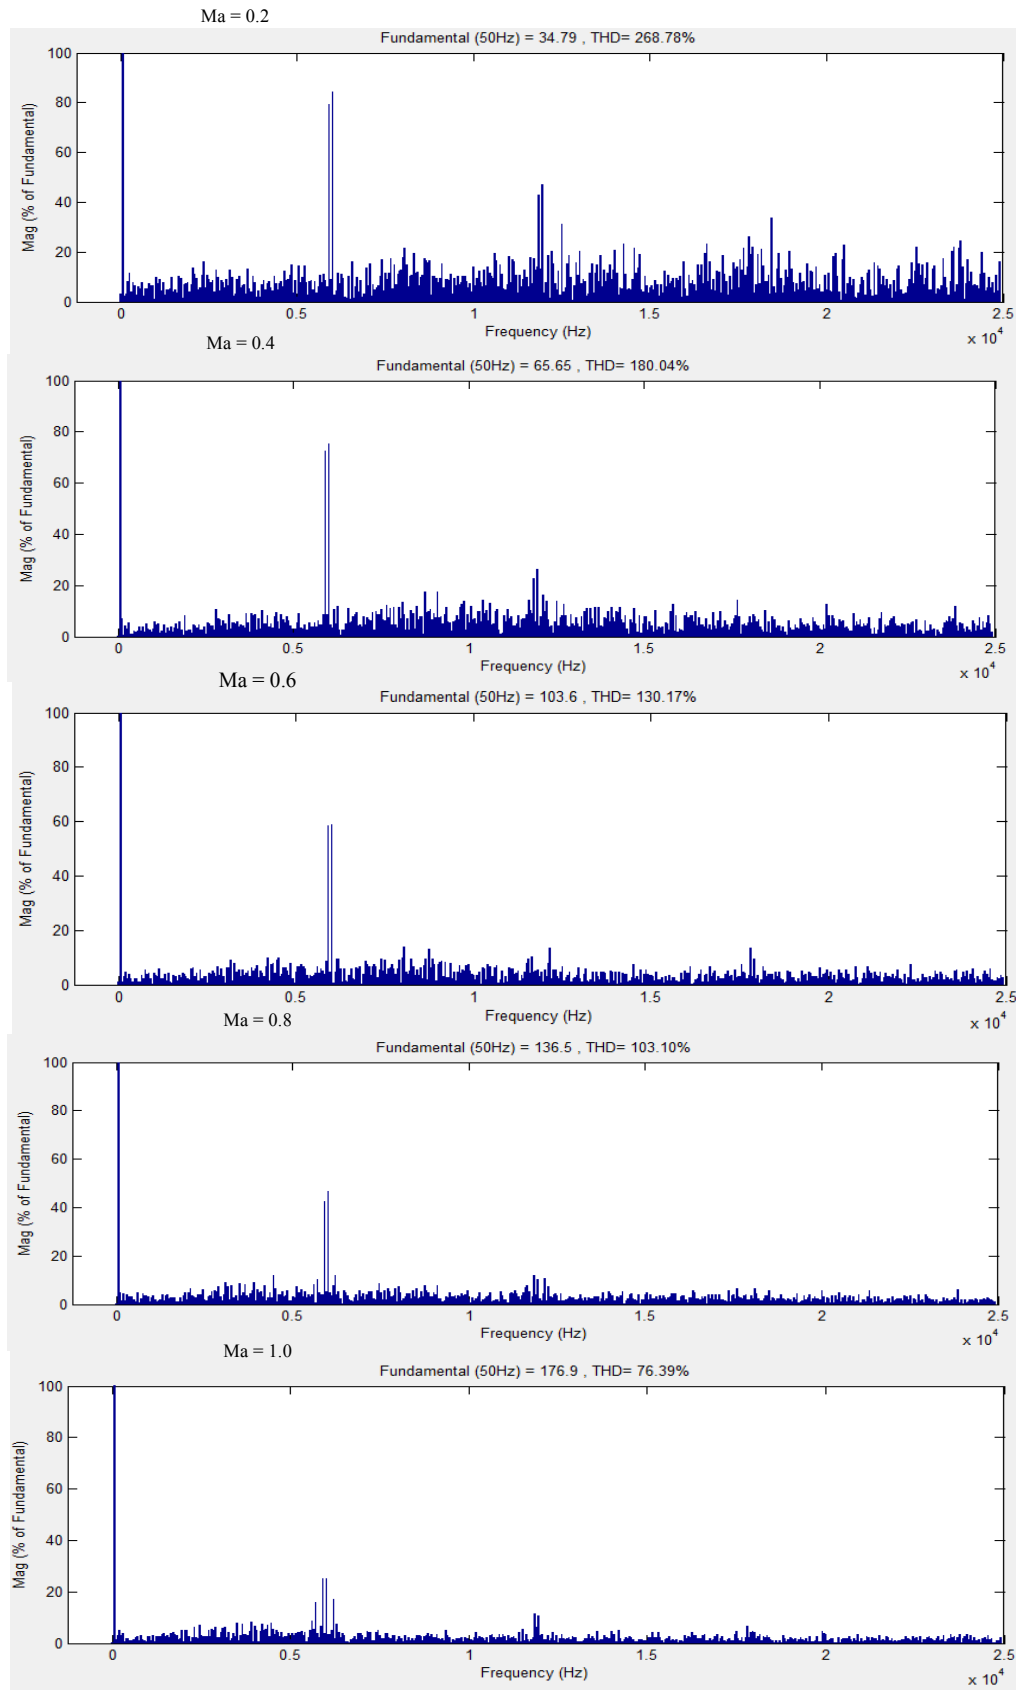 Ma = 0.2
Fundamental (50Hz) = 34.79 , THD= 268.78%
Mag (% of Fundamental)
100
80
60
40
20
0
0 0.5 1 1.5 2 2.5
Frequency (Hz)
x 10^4
Ma = 0.4
Fundamental (50Hz) = 65.65 , THD= 180.04%
Mag (% of Fundamental)
100
80
60
40
20
0
0 0.5 1 1.5 2 2.5
Frequency (Hz)
x 10^4
Ma = 0.6
Fundamental (50Hz) = 103.6 , THD= 130.17%
Mag (% of Fundamental)
100
80
60
40
20
0
0 0.5 1 1.5 2 2.5
Frequency (Hz)
x 10^4
Ma = 0.8
Fundamental (50Hz) = 136.5 , THD= 103.10%
Mag (% of Fundamental)
100
80
60
40
20
0
0 0.5 1 1.5 2 2.5
Frequency (Hz)
x 10^4
Ma = 1.0
Fundamental (50Hz) = 176.9 , THD= 76.39%
Mag (% of Fundamental)
100
80
60
40
20
0
0 0.5 1 1.5 2 2.5
Frequency (Hz)
x 10^4